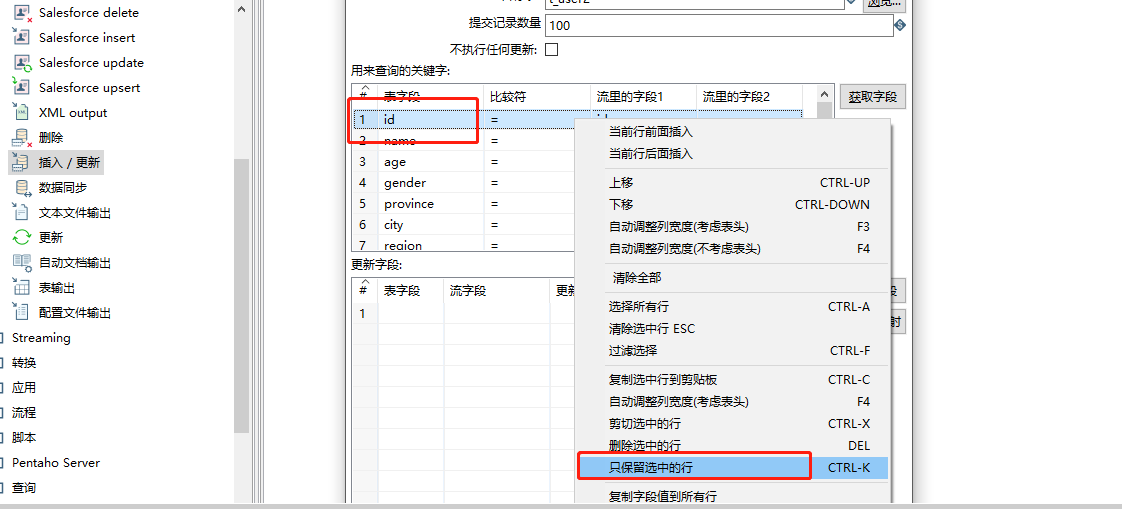 Salesforce delete
Salesforce insert
Salesforce update
Salesforce upsert
XML output
删除
插入 / 更新
数据同步
文本文件输出
更新
自动文档输出
表输出
配置文件输出
Streaming
转换
应用
流程
脚本
Pentaho Server
查询
t_user2
浏览...
提交记录数量 100
不执行任何更新:
用来查询的关键字:
# 表字段 比较符 流里的字段1 流里的字段2
获取字段
1 id = id
2 name =
3 age =
4 gender =
5 province =
6 city =
7 region =
更新字段:
# 表字段 流字段 更新
1
段
射
当前行前面插入
当前行后面插入
上移 CTRL-UP
下移 CTRL-DOWN
自动调整列宽度(考虑表头) F3
自动调整列宽度(不考虑表头) F4
清除全部
选择所有行 CTRL-A
清除选中行 ESC
过滤选择 CTRL-F
复制选中行到剪贴板 CTRL-C
自动调整列宽度(考虑表头) F4
剪切选中的行 CTRL-X
删除选中的行 DEL
只保留选中的行 CTRL-K
复制字段值到所有行